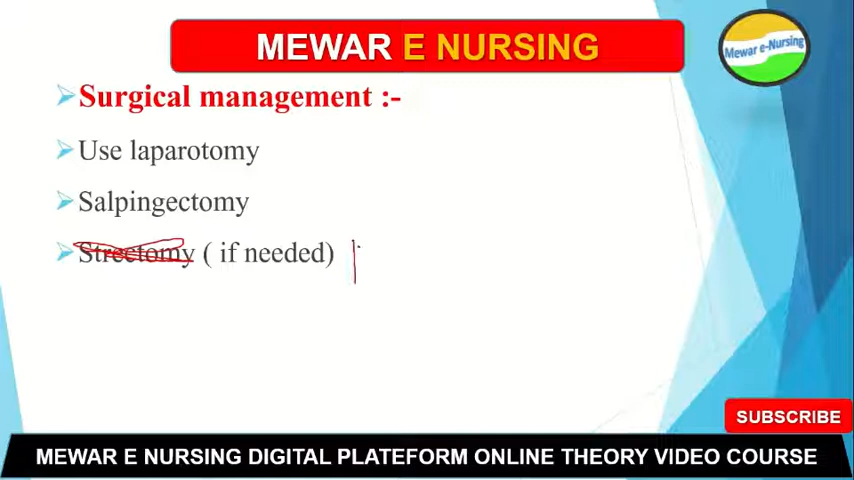 MEWAR E NURSING
Mewar e-Nursing
Surgical management :-
Use laparotomy
Salpingectomy
Strectomy ( if needed)
SUBSCRIBE
MEWAR E NURSING DIGITAL PLATEFORM ONLINE THEORY VIDEO COURSE